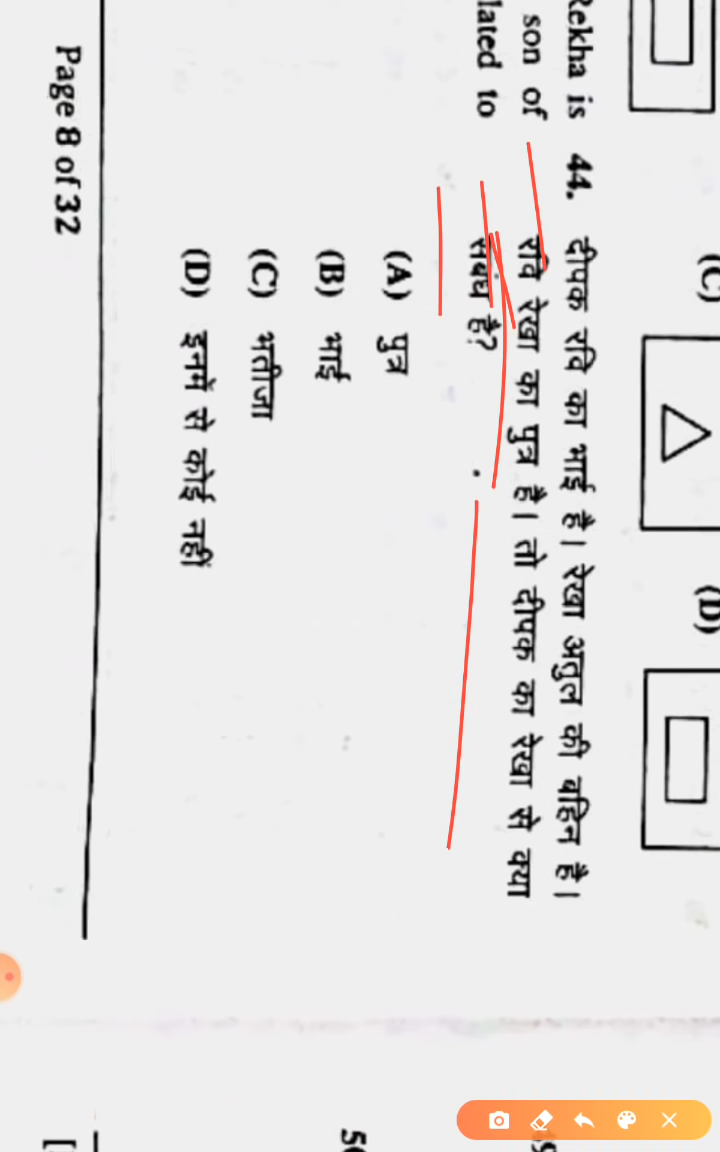 (C)
(D)
Rekha is
son of
lated to
44. दीपक रवि का भाई है। रेखा अतुल की बहिन है।
रवि रेखा का पुत्र है। तो दीपक का रेखा से क्या
संबंध है?
(A) पुत्र
(B) भाई
(C) भतीजा
(D) इनमें से कोई नहीं
Page 8 of 32